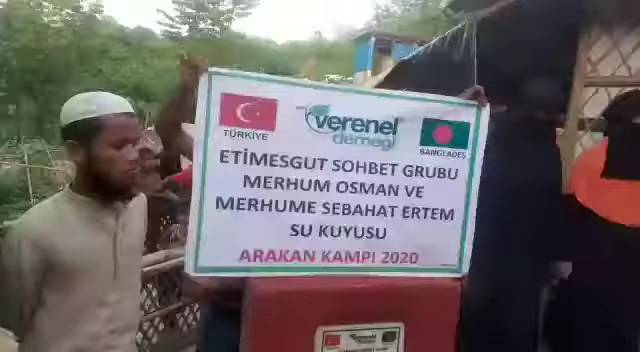 TÜRKİYE
verenel
derneği
BANGLADEŞ
ETİMESGUT SOHBET GRUBU
MERHUM OSMAN VE
MERHUME SEBAHAT ERTEM
SU KUYUSU
ARAKAN KAMPI 2020
verenel